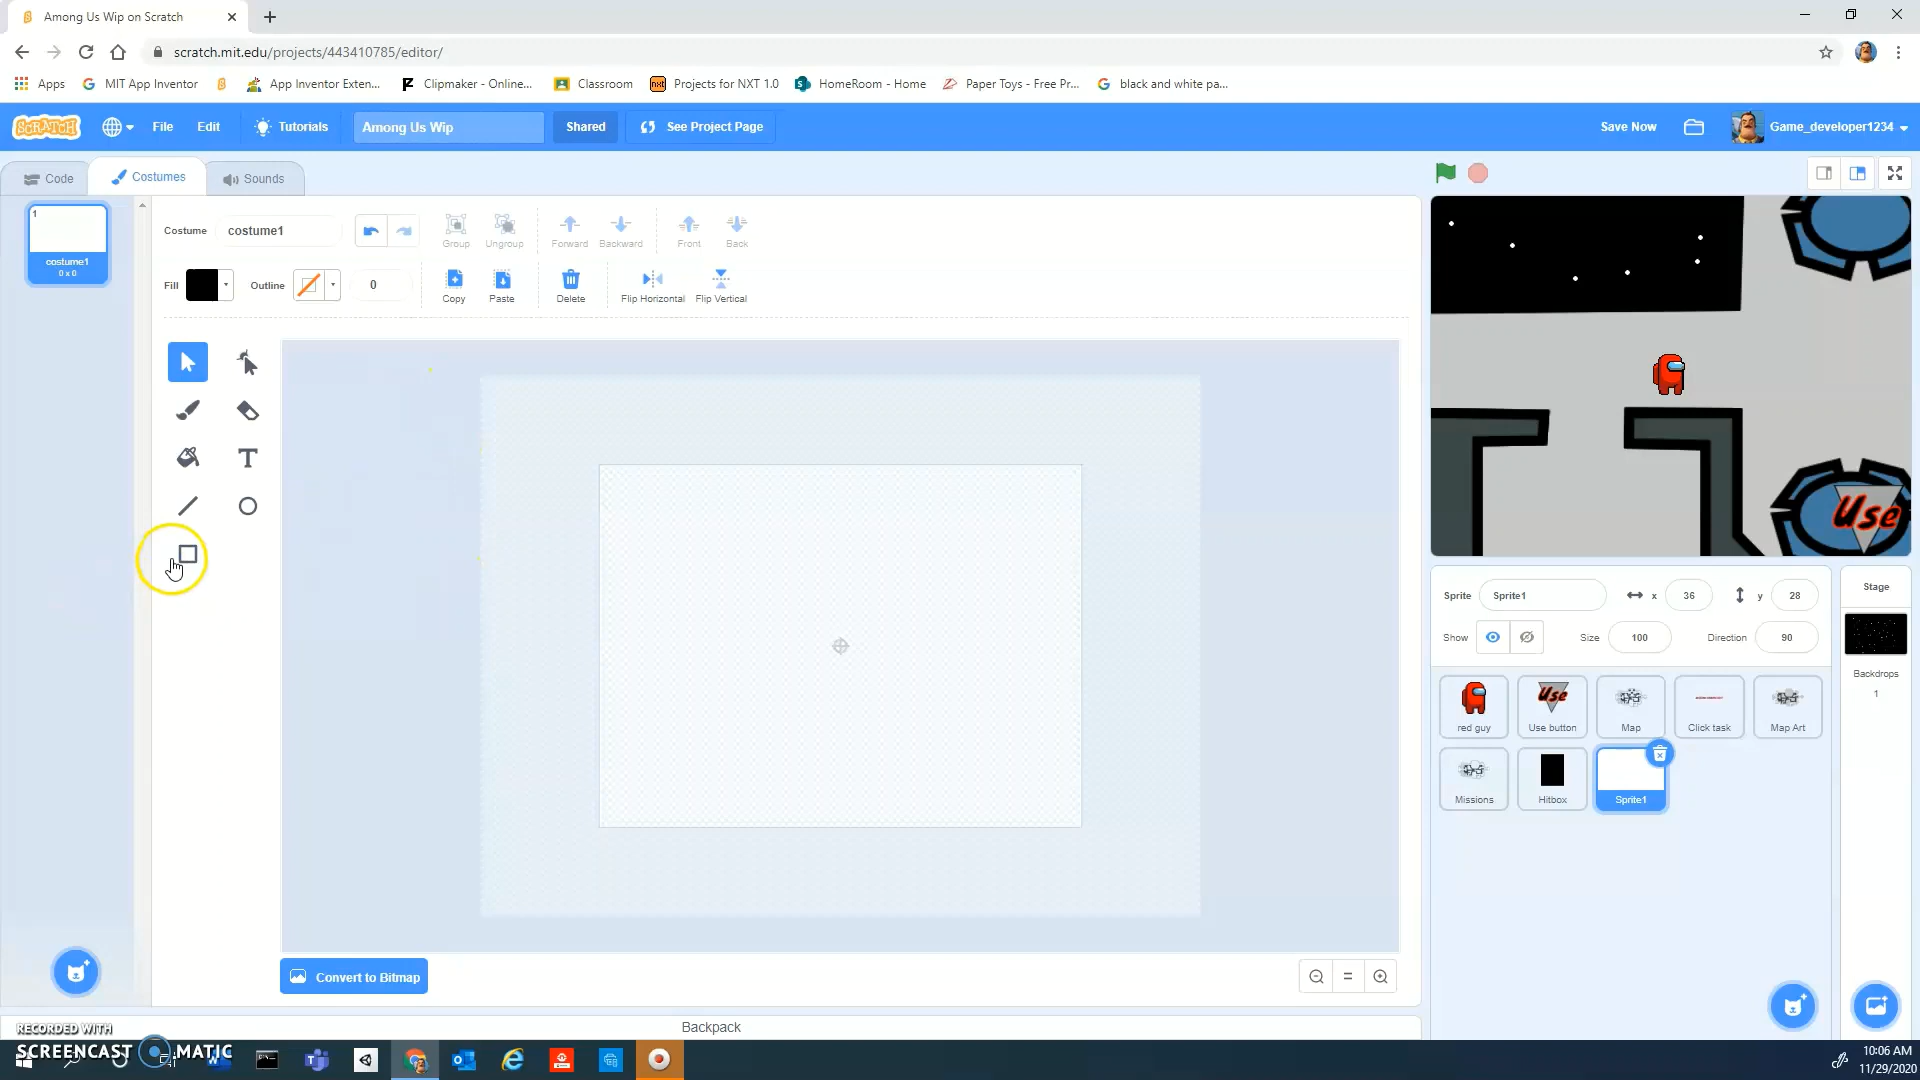 Among Us Wip on Scratch
scratch.mit.edu/projects/443410785/editor/
Apps
MIT App Inventor
App Inventor Exten...
Clipmaker - Online...
Classroom
nxt
Projects for NXT 1.0
HomeRoom - Home
Paper Toys - Free Pr...
black and white pa...
SCRATCH
File
Edit
Tutorials
Among Us Wip
Shared
See Project Page
Save Now
Game_developer1234
Code
Costumes
Sounds
1
costume1
0 x 0
Costume
costume1
Group
Ungroup
Forward
Backward
Front
Back
Fill
Outline
0
Copy
Paste
Delete
Flip Horizontal
Flip Vertical
T
Convert to Bitmap
Backpack
Use
Sprite
Sprite1
x
36
y
28
Show
Size
100
Direction
90
Stage
Backdrops
1
red guy
Use
Use button
Map
Click task
Map Art
Missions
Hitbox
Sprite1
RECORDED WITH
SCREENCAST MATIC
10:06 AM
11/29/2020